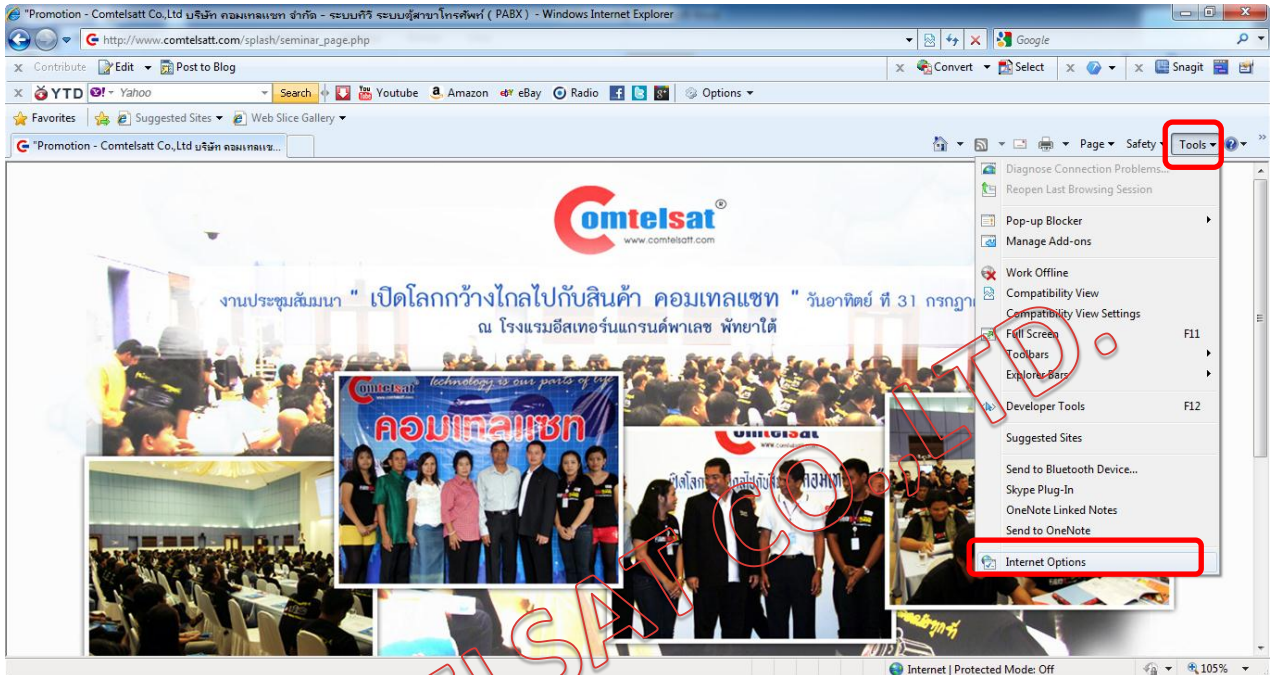 "Promotion - Comtelsatt Co.,Ltd บริษัท คอมเทลแซท จำกัด - ระบบทีวี ระบบตู้สาขาโทรศัพท์ ( PABX ) - Windows Internet Explorer
http://www.comtelsatt.com/splash/seminar_page.php
Google
x Contribute Edit Post to Blog
x Convert Select x x Snagit
x YTD Yahoo Search Youtube Amazon eBay Radio Options
Favorites Suggested Sites Web Slice Gallery
"Promotion - Comtelsatt Co.,Ltd บริษัท คอมเทลแซ...
Page Safety Tools
Diagnose Connection Problems...
Reopen Last Browsing Session
Pop-up Blocker
Manage Add-ons
Work Offline
Compatibility View
Compatibility View Settings
Full Screen F11
Toolbars
Explorer Bars
Developer Tools F12
Suggested Sites
Send to Bluetooth Device...
Skype Plug-In
OneNote Linked Notes
Send to OneNote
Internet Options
Comtelsat®
www.comtelsatt.com
งานประชุมสัมมนา " เปิดโลกกว้างไกลไปกับสินค้า คอมเทลแซท " วันอาทิตย์ ที่ 31 กรกฎา
ณ โรงแรมอีสเทอร์นแกรนด์พาเลซ พัทยาใต้
Comtelsat Technology is our parts of life
คอมเทลแซท
Comtelsat
TELSAT CO.,LTD.
Internet | Protected Mode: Off
105%